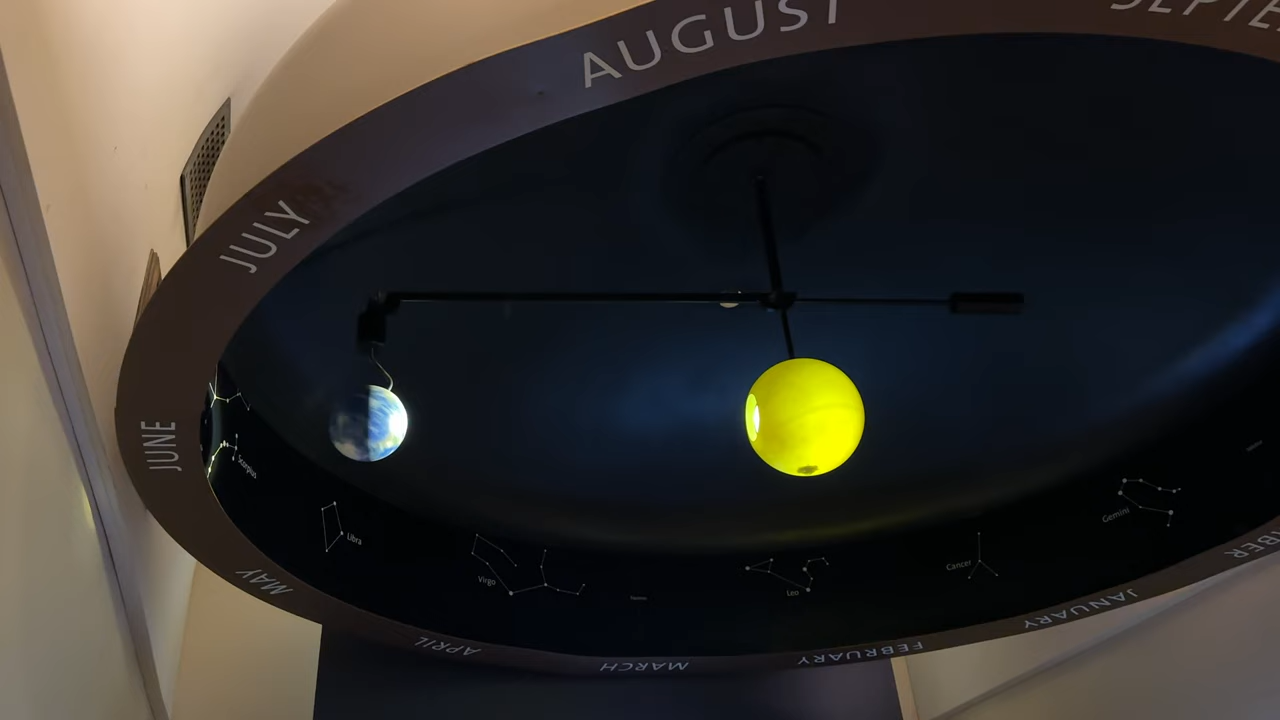 AUGUST
JULY
JUNE
MAY
APRIL
MARCH
FEBRUARY
JANUARY
Scorpius
Libra
Virgo
Leo
Cancer
Gemini